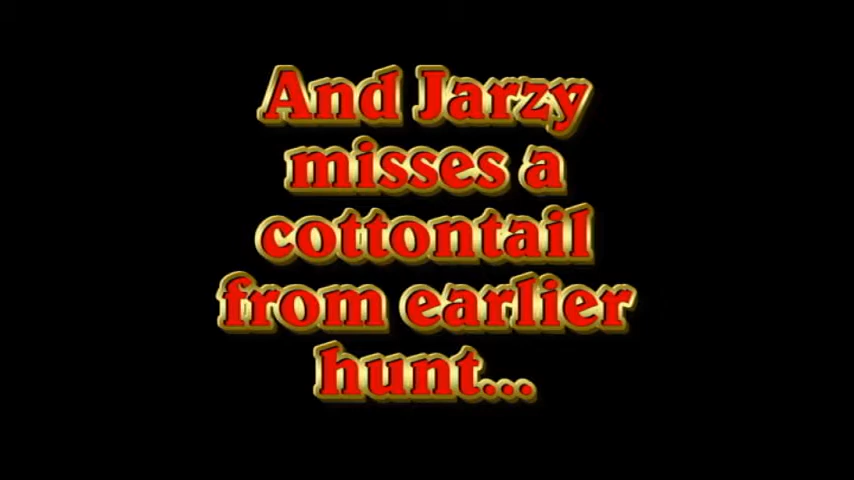 And Jarzy
misses a
cottontail
from earlier
hunt...